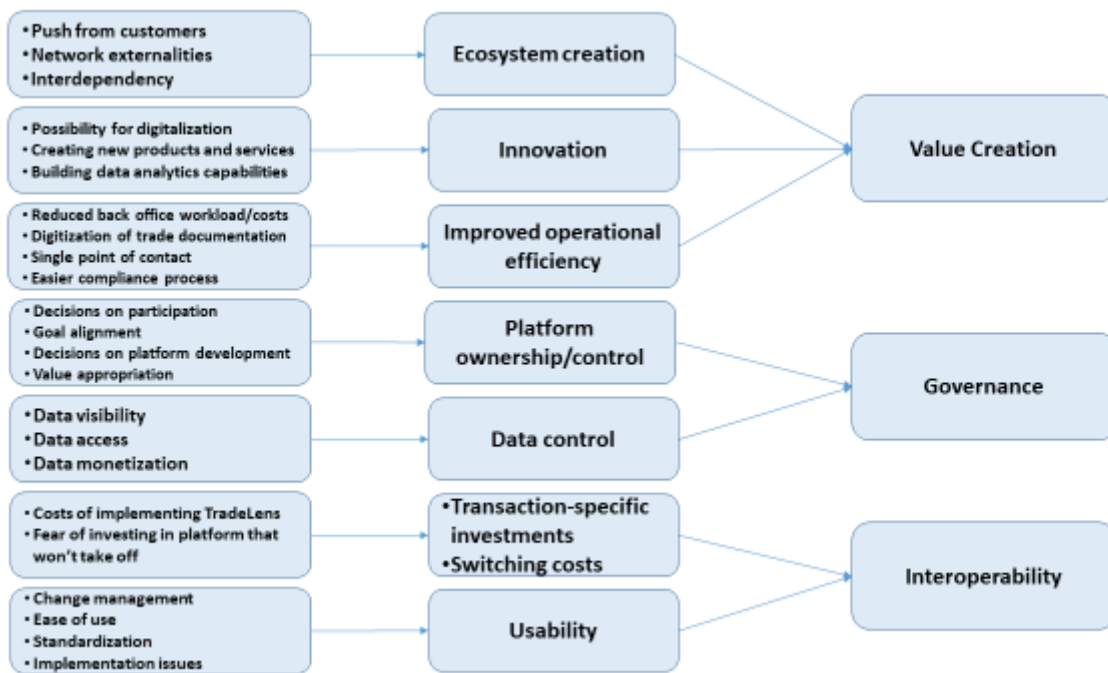 • Push from customers
• Network externalities
• Interdependency
Ecosystem creation
• Possibility for digitalization
• Creating new products and services
• Building data analytics capabilities
Innovation
Value Creation
• Reduced back office workload/costs
• Digitization of trade documentation
• Single point of contact
• Easier compliance process
Improved operational
efficiency
• Decisions on participation
• Goal alignment
• Decisions on platform development
• Value appropriation
Platform
ownership/control
Governance
• Data visibility
• Data access
• Data monetization
Data control
• Costs of implementing TradeLens
• Fear of investing in platform that
won't take off
•Transaction-specific
investments
•Switching costs
Interoperability
• Change management
• Ease of use
• Standardization
• Implementation issues
Usability